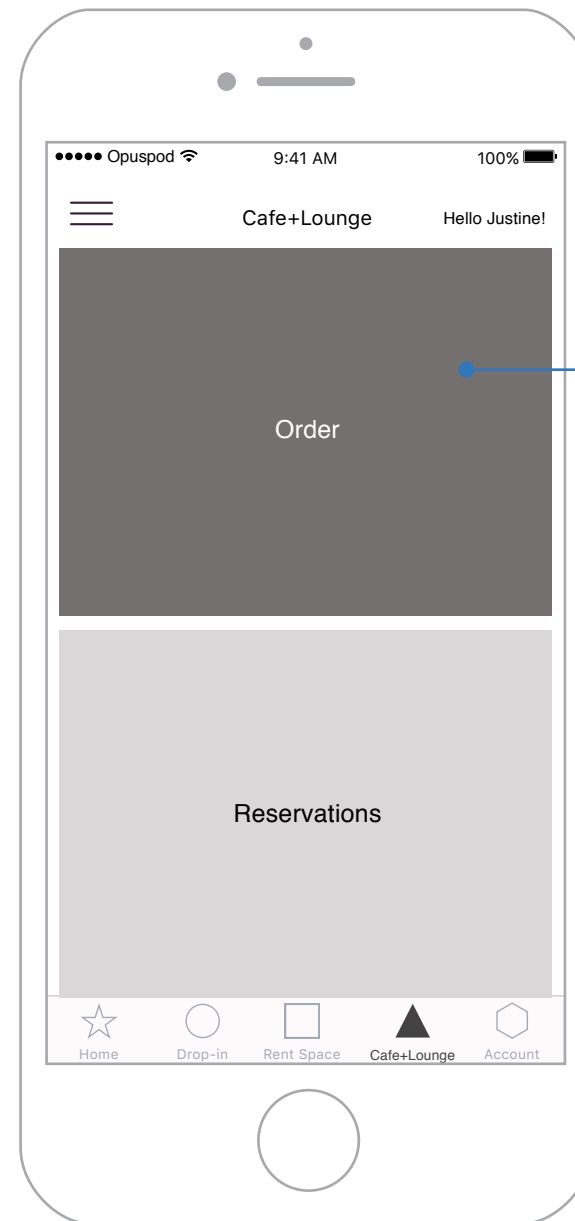 Opuspod 9:41 AM 100%
Cafe+Lounge Hello Justine!
Order
Reservations
Home Drop-in Rent Space Cafe+Lounge Account